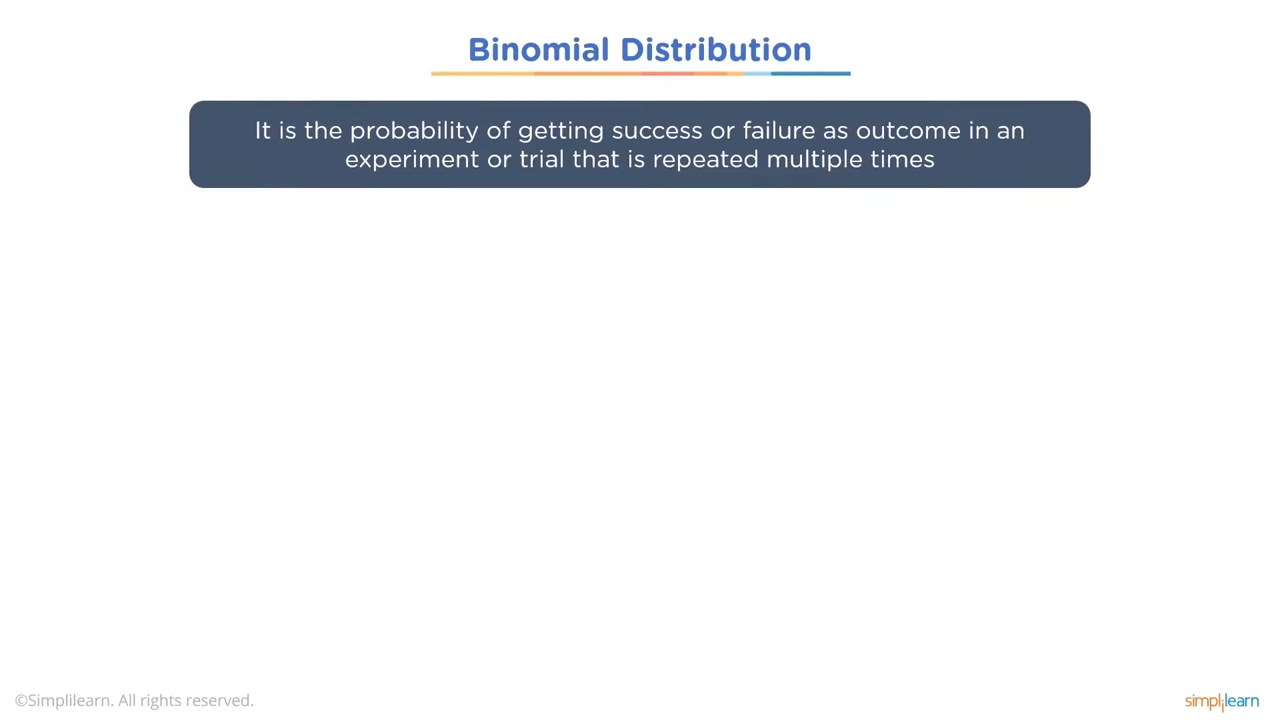 Binomial Distribution
It is the probability of getting success or failure as outcome in an
experiment or trial that is repeated multiple times
©Simplilearn. All rights reserved.
simplilearn